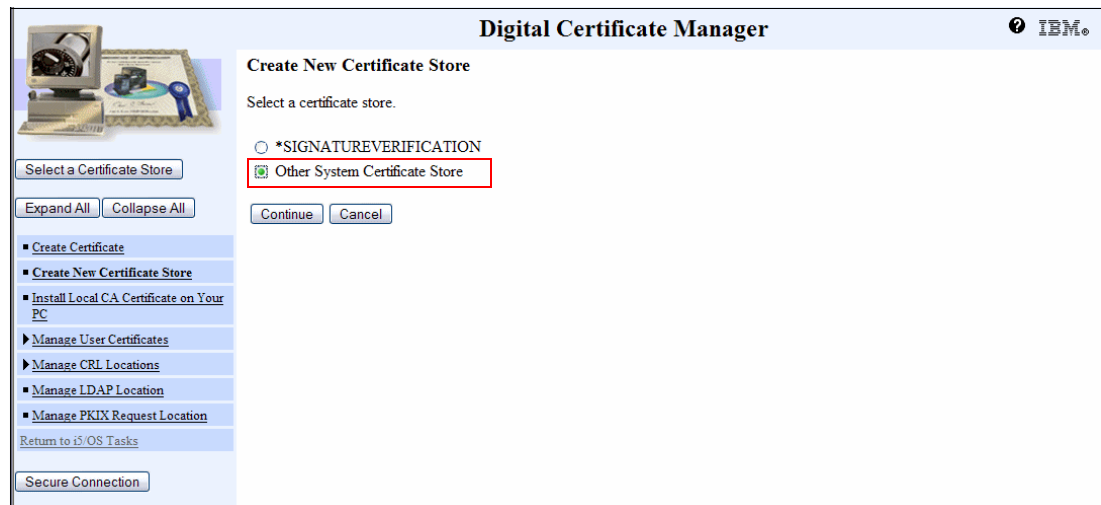 Digital Certificate Manager
IBM®
Create New Certificate Store
Select a certificate store.
*SIGNATUREVERIFICATION
Other System Certificate Store
Continue Cancel
Select a Certificate Store
Expand All Collapse All
Create Certificate
Create New Certificate Store
Install Local CA Certificate on Your
PC
Manage User Certificates
Manage CRL Locations
Manage LDAP Location
Manage PKIX Request Location
Return to i5/OS Tasks
Secure Connection